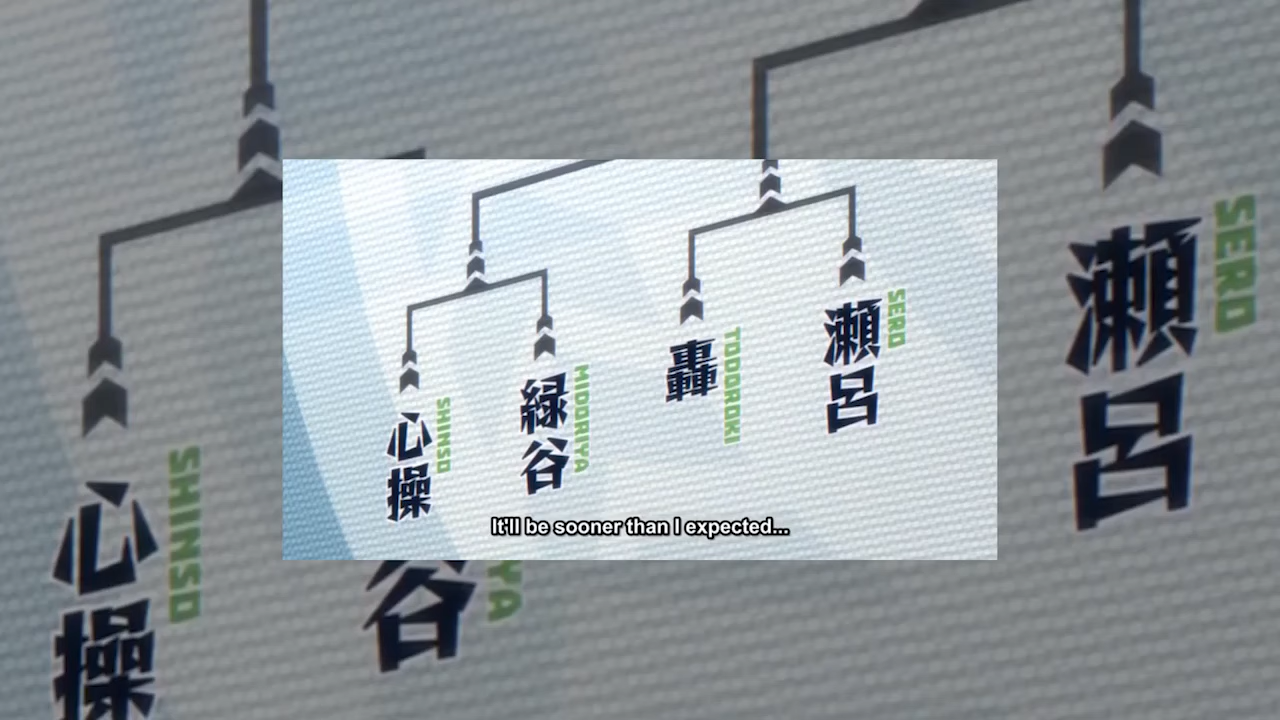 心操
SHINSO
緑谷
MIDORIYA
轟
TODOROKI
瀬呂
SERO
It'll be sooner than I expected...
心操
SHINSO
谷
YA
瀬呂
SERO